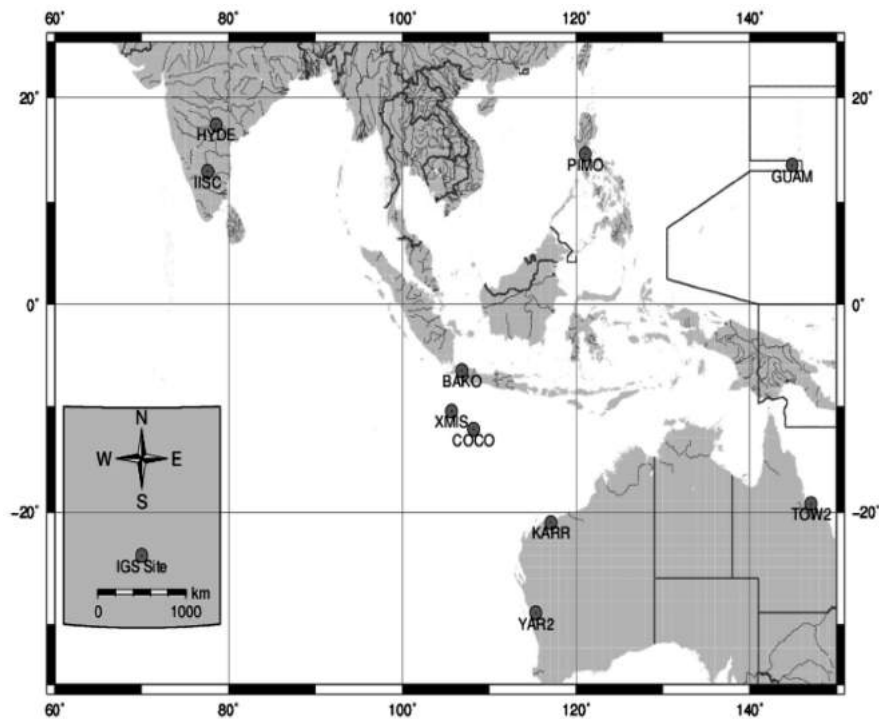 60˚ 80˚ 100˚ 120˚ 140˚
20˚ 20˚
HYDE
PIMO
GUAM
IISC
0˚ 0˚
BAKO
XMIS
COCO
N
W E
S
−20˚ −20˚
TOW2
KARR
IGS Site
km
0 1000
YAR2
60˚ 80˚ 100˚ 120˚ 140˚